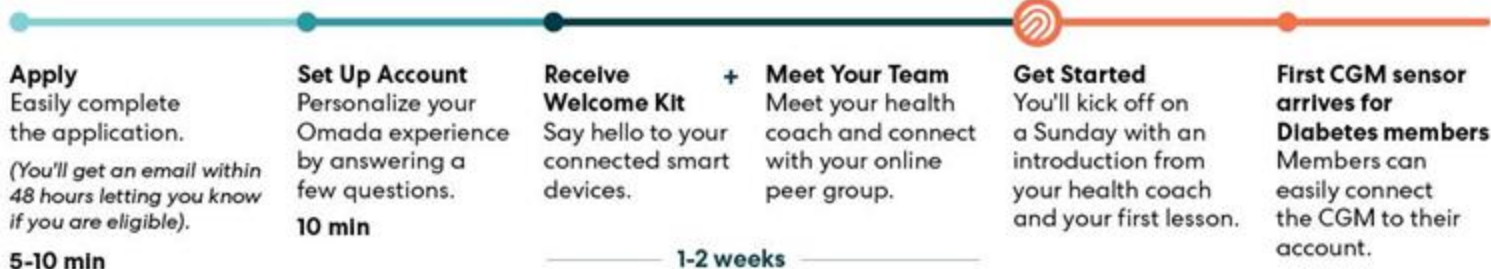 Apply
Easily complete
the application.
(You'll get an email within
48 hours letting you know
if you are eligible).
5-10 min
Set Up Account
Personalize your
Omada experience
by answering a
few questions.
10 min
Receive
Welcome Kit
Say hello to your
connected smart
devices.
+
Meet Your Team
Meet your health
coach and connect
with your online
peer group.
1-2 weeks
Get Started
You'll kick off on
a Sunday with an
introduction from
your health coach
and your first lesson.
First CGM sensor
arrives for
Diabetes members
Members can
easily connect
the CGM to their
account.